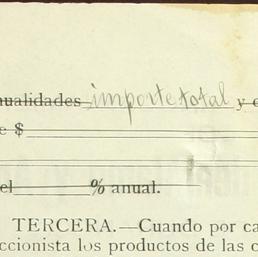 nualidades importe total y
e $
el % anual.
TERCERA.—Cuando por ca
ccionista los productos de las c